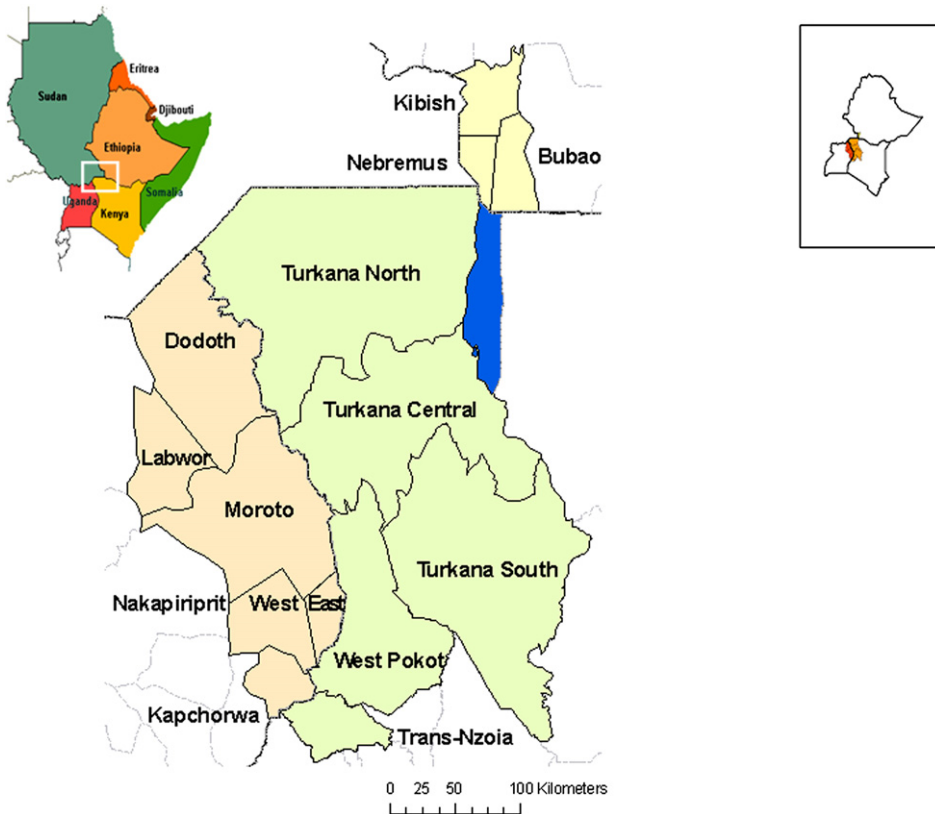 Eritrea
Sudan
Djibouti
Ethiopia
Somalia
Uganda
Kenya
Kibish
Nebremus
Bubao
Turkana North
Dodoth
Turkana Central
Labwor
Moroto
Turkana South
Nakapiriprit
West
East
West Pokot
Kapchorwa
Trans-Nzoia
0 25 50 100 Kilometers